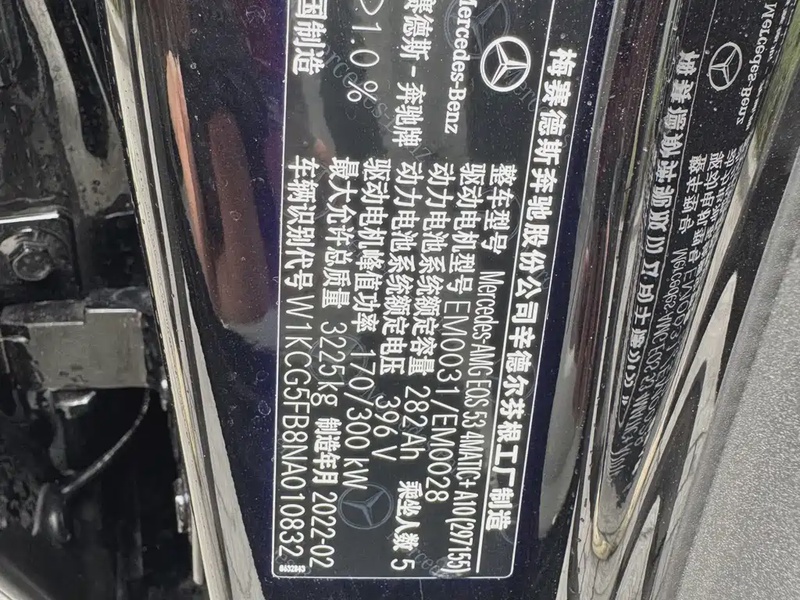 梅赛德斯奔驰股份公司辛德尔芬根工厂制造
Mercedes-Benz
整车型号 Mercedes-AMG EQS 53 4MATIC+ A10(297155)
驱动电机型号 EM0031/EM0028
动力电池系统额定容量 282Ah 乘坐人数 5
动力电池系统额定电压 396 V
驱动电机峰值功率 170/300 kW
最大允许总质量 3225kg 制造年月 2022-02
车辆识别代号 W1KCG5FB8NA010832
赛德斯-奔驰牌
>1.0 %
国制造
Mercedes-Benz